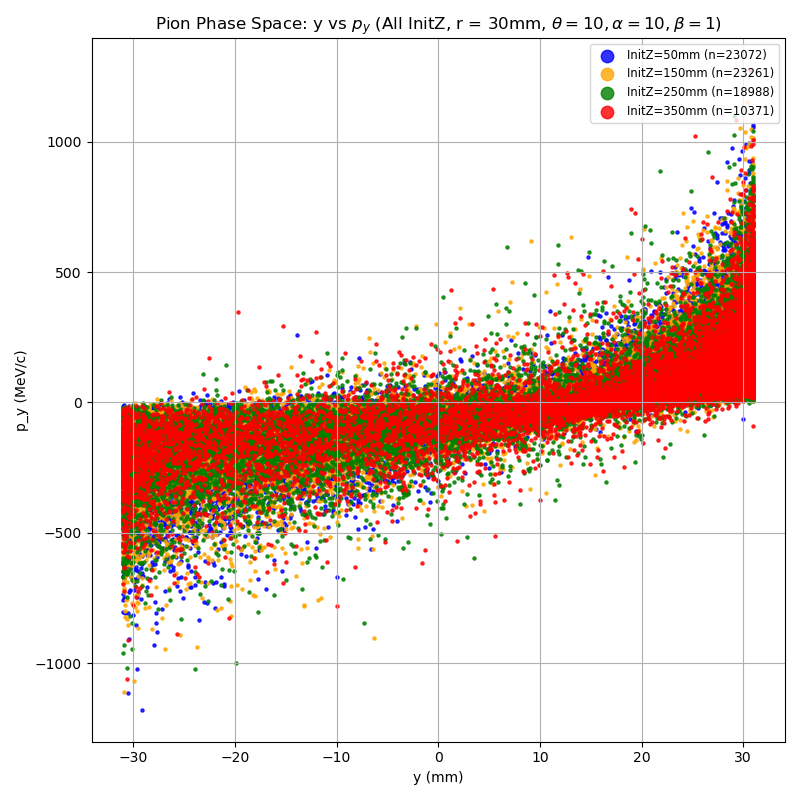 Pion Phase Space: y vs p_y (All InitZ, r = 30mm, θ = 10, α = 10, β = 1)
InitZ=50mm (n=23072)
InitZ=150mm (n=23261)
InitZ=250mm (n=18988)
InitZ=350mm (n=10371)
1000
500
0
−500
−1000
p_y (MeV/c)
−30 −20 −10 0 10 20 30
y (mm)